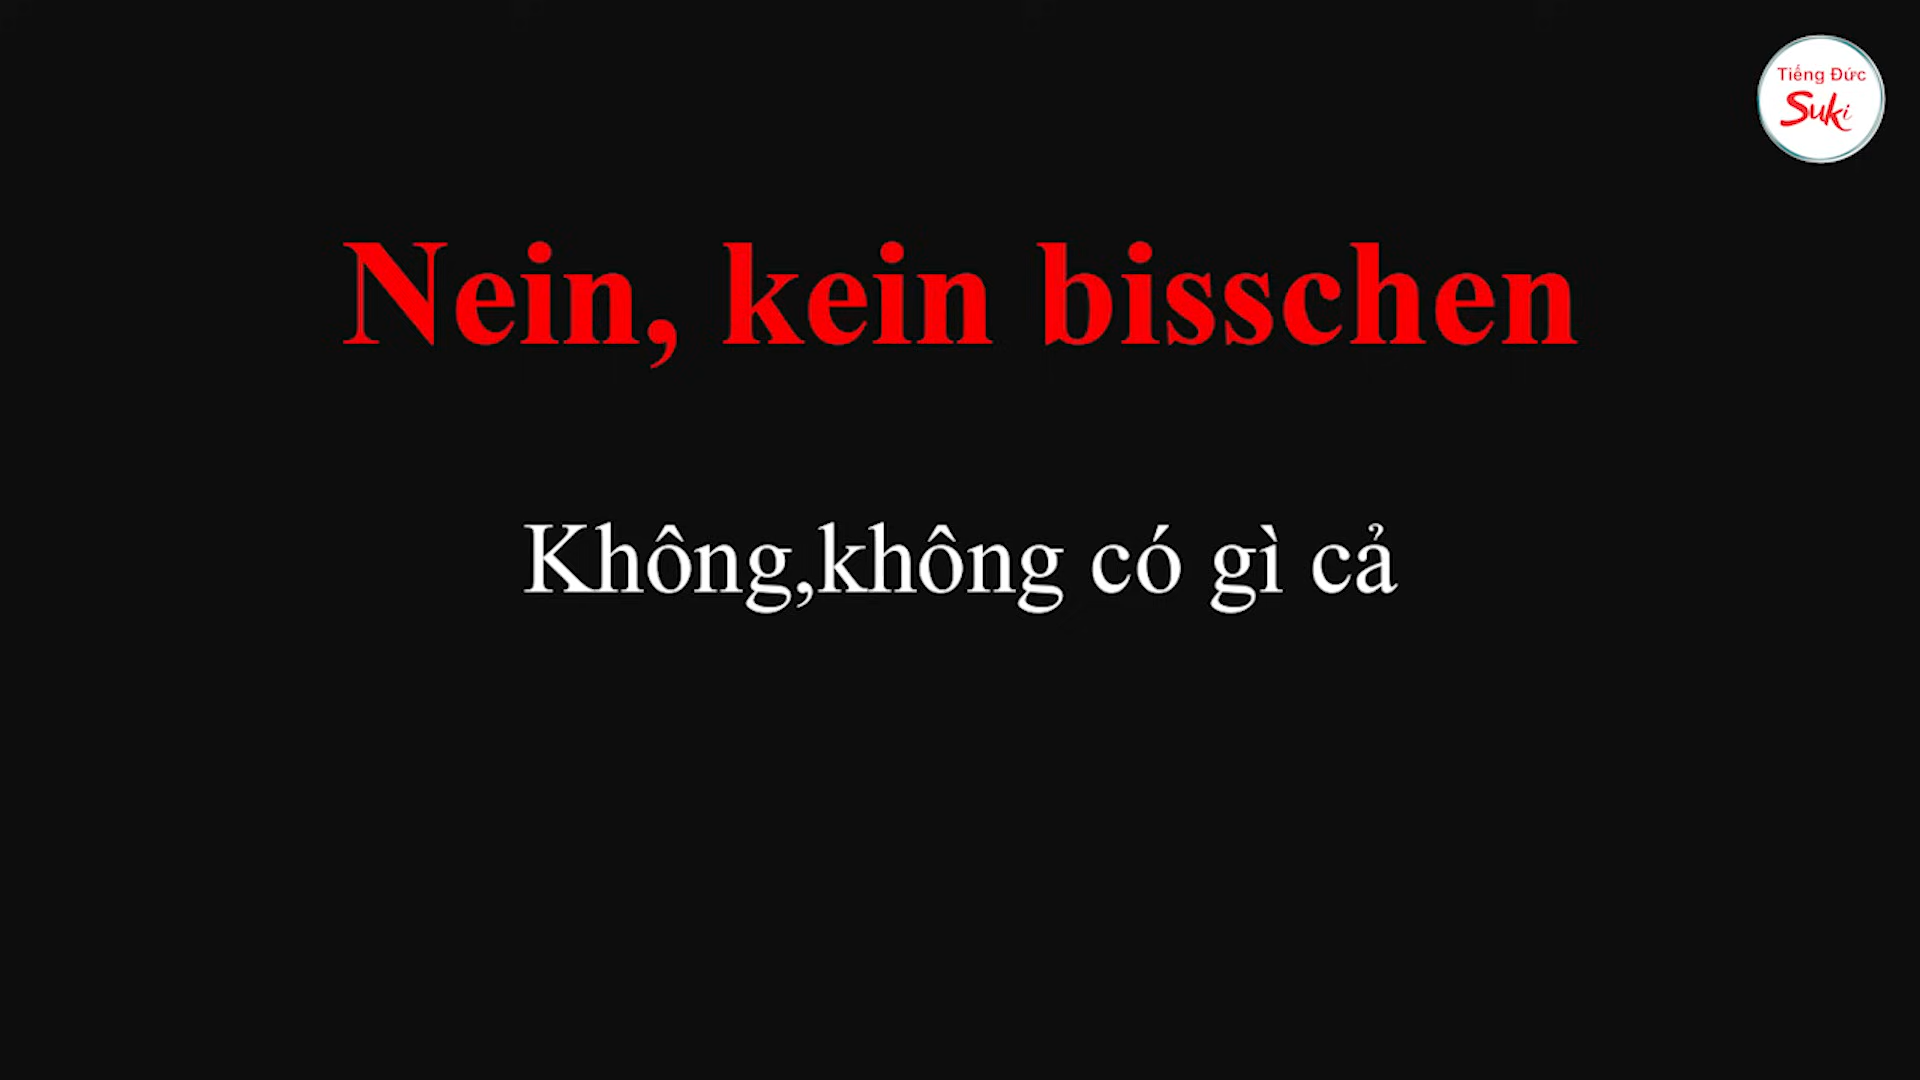 Tiếng Đức
Suki
Nein, kein bisschen
Không,không có gì cả